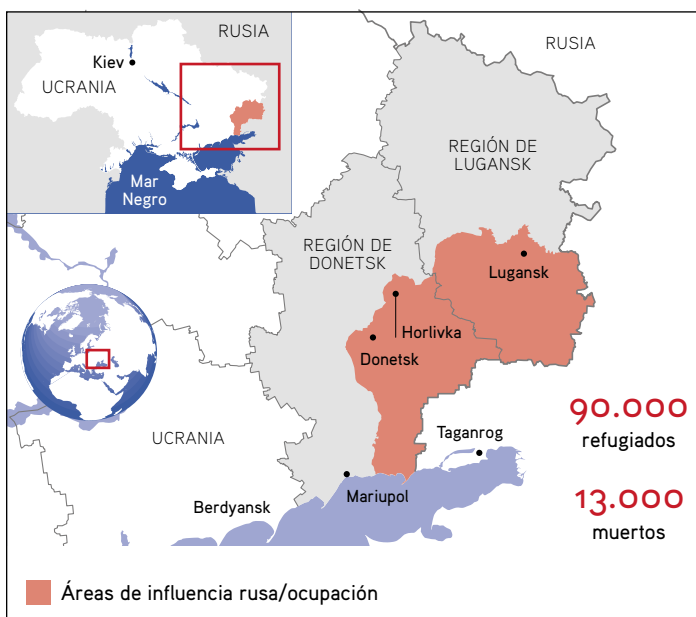 RUSIA
Kiev
UCRANIA
Mar
Negro
RUSIA
REGIÓN DE
LUGANSK
REGIÓN DE
DONETSK
Lugansk
Horlivka
Donetsk
90.000
refugiados
UCRANIA
Taganrog
Mariupol
Berdyansk
13.000
muertos
Áreas de influencia rusa/ocupación